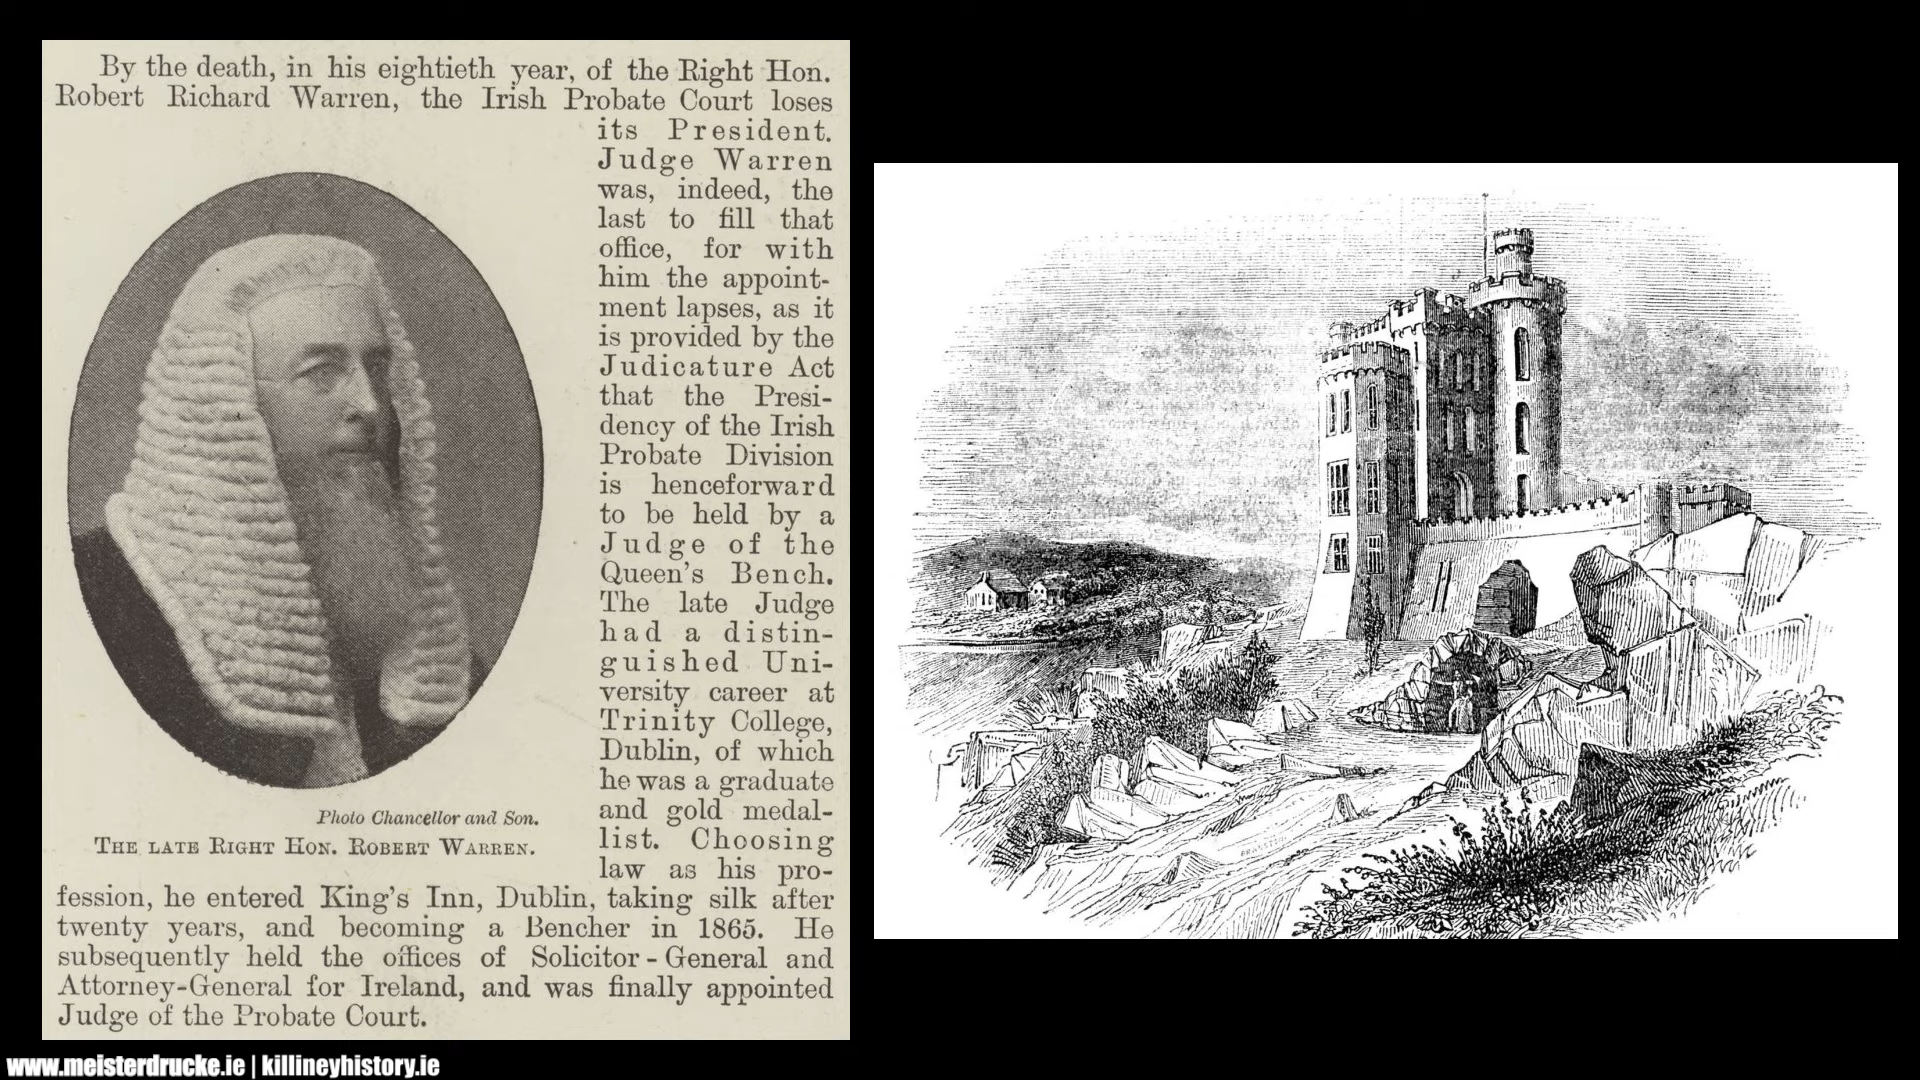 By the death, in his eightieth year, of the Right Hon.
Robert Richard Warren, the Irish Probate Court loses
its President.
Judge Warren
was, indeed, the
last to fill that
office, for with
him the appoint-
ment lapses, as it
is provided by the
Judicature Act
that the Presi-
dency of the Irish
Probate Division
is henceforward
to be held by a
Judge of the
Queen's Bench.
The late Judge
had a distin-
guished Uni-
versity career at
Trinity College,
Dublin, of which
he was a graduate
and gold medal-
list. Choosing
law as his pro-
fession, he entered King's Inn, Dublin, taking silk after
twenty years, and becoming a Bencher in 1865. He
subsequently held the offices of Solicitor-General and
Attorney-General for Ireland, and was finally appointed
Judge of the Probate Court.
Photo Chancellor and Son.
THE LATE RIGHT HON. ROBERT WARREN.
www.meisterdrucke.ie | killineyhistory.ie